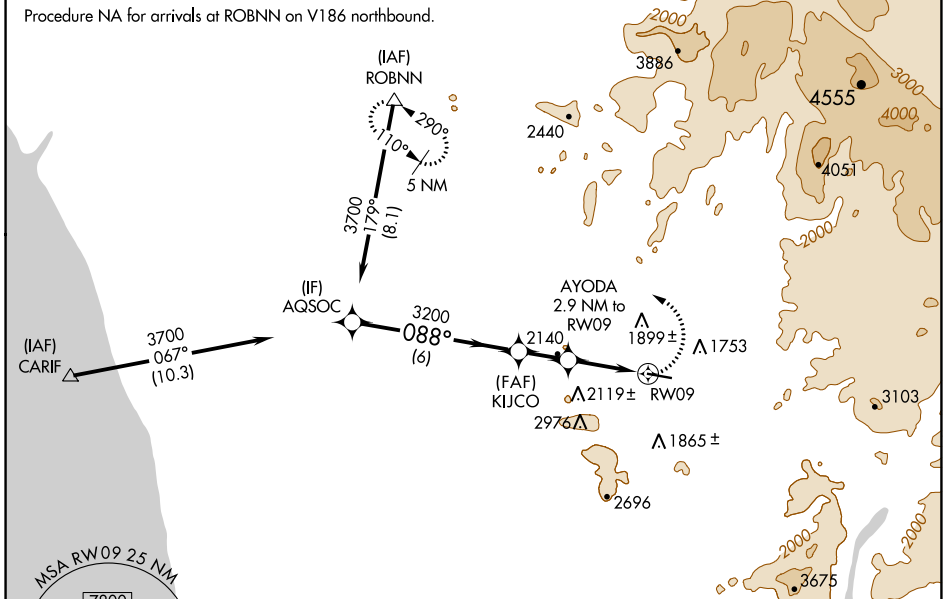 Procedure NA for arrivals at ROBNN on V186 northbound.
2000
3886
(IAF)
ROBNN
3000
4555
4000
2440
290°
110°
5 NM
4051
3700
179°
(8.1)
2000
(IF)
AQSOC
AYODA
2.9 NM to
RW09
3200
088°
(6)
2140
1899±
1753
3700
067°
(10.3)
(IAF)
CARIF
(FAF)
KIJCO
2119±
RW09
3103
2976
1865±
2696
2000
2000
3675
MSA RW09 25 NM